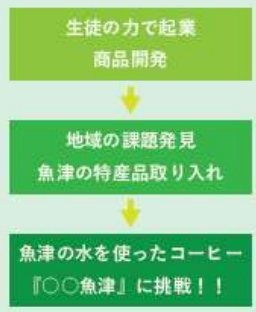 生徒の力で起業
商品開発
地域の課題発見
魚津の特産品取り入れ
魚津の水を使ったコーヒー
『○○魚津』に挑戦！！